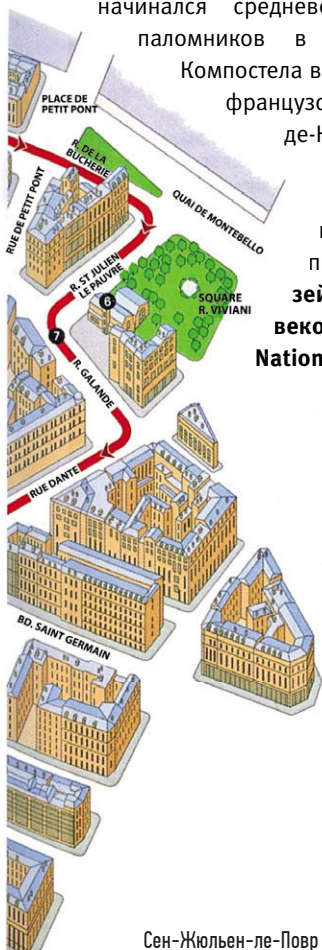 начинался средневе
паломников в
Компостела в
французо
де-Н
п
зей
веко
Nation
PLACE DE
PETIT PONT
R. DE LA
BUCHERIE
RUE DE PETIT PONT
QUAI DE MONTEBELLO
R. ST JULIEN
LE PAUVRE
6
SQUARE
R. VIVIANI
7
R. GALANDE
RUE DANTE
BD. SAINT GERMAIN
Сен-Жюльен-ле-Повр